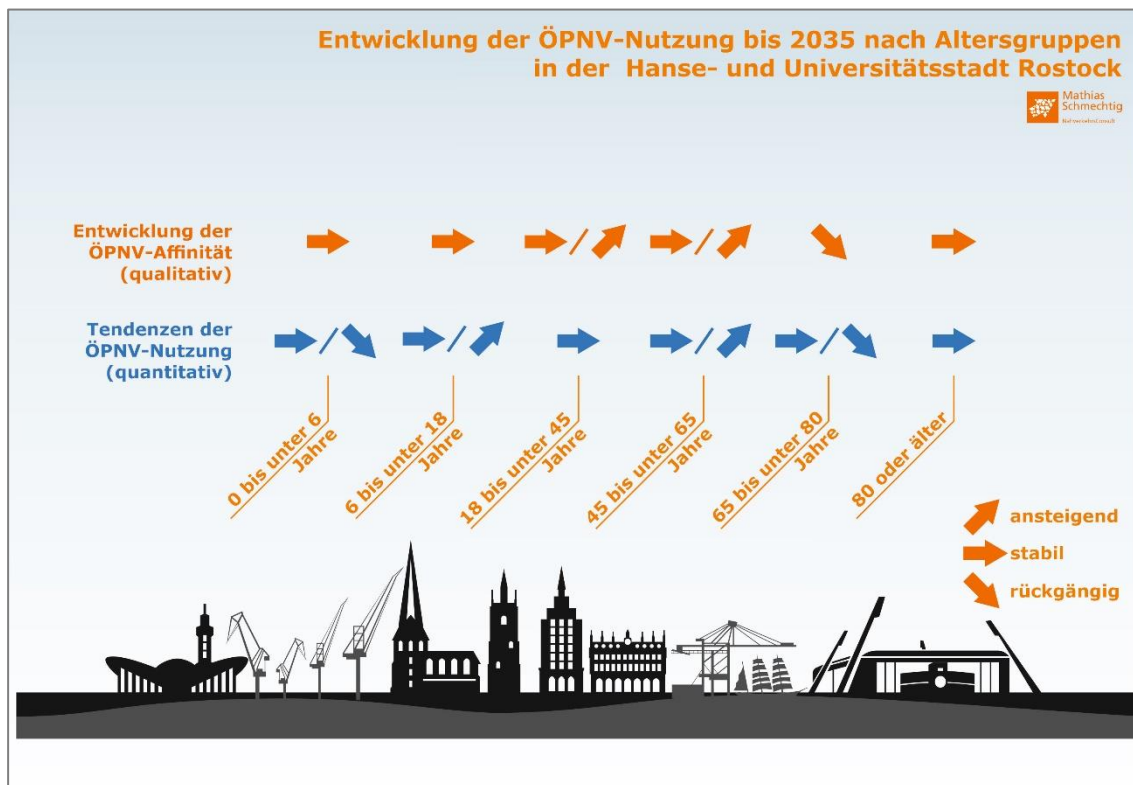 Entwicklung der ÖPNV-Nutzung bis 2035 nach Altersgruppen
in der Hanse- und Universitätsstadt Rostock
Mathias
Schmechtig
NahverkehrsConsult
Entwicklung der
ÖPNV-Affinität
(qualitativ)
Tendenzen der
ÖPNV-Nutzung
(quantitativ)
0 bis unter 6
Jahre
6 bis unter 18
Jahre
18 bis unter 45
Jahre
45 bis unter 65
Jahre
65 bis unter 80
Jahre
80 oder älter
ansteigend
stabil
rückgängig